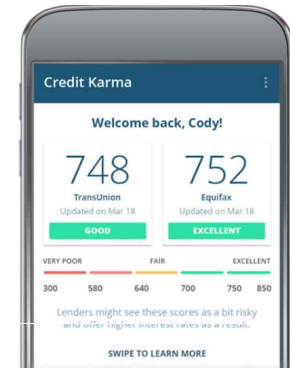 Credit Karma
Welcome back, Cody!
748 752
TransUnion Equifax
Updated on Mar 18 Updated on Mar 18
GOOD EXCELLENT
VERY POOR FAIR EXCELLENT
300 580 640 700 750 850
Lenders might see these scores as a bit risky
and offer higher interest rates as a result.
SWIPE TO LEARN MORE